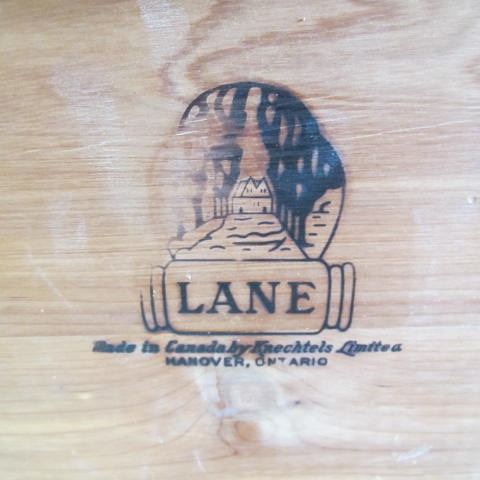 LANE
Made in Canada by Knechtels Limited
HANOVER, ONTARIO